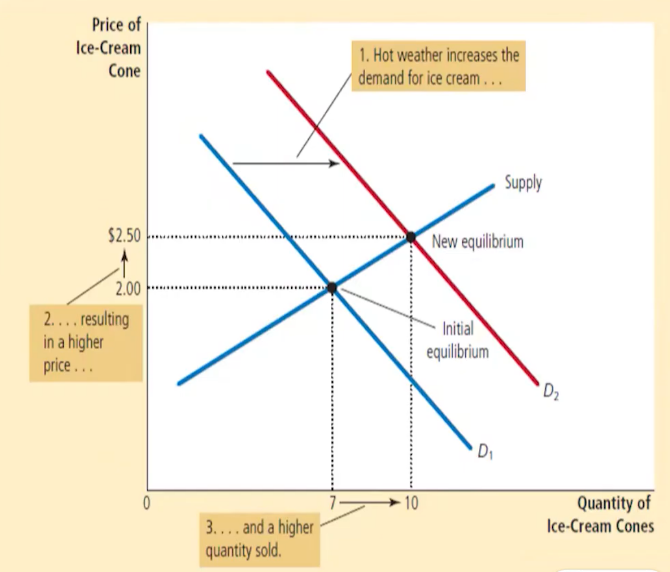 Price of
Ice-Cream
Cone
1. Hot weather increases the
demand for ice cream . . .
Supply
$2.50
New equilibrium
2.00
2. . . . resulting
in a higher
price . . .
Initial
equilibrium
D2
D1
0
7
10
Quantity of
Ice-Cream Cones
3. . . . and a higher
quantity sold.